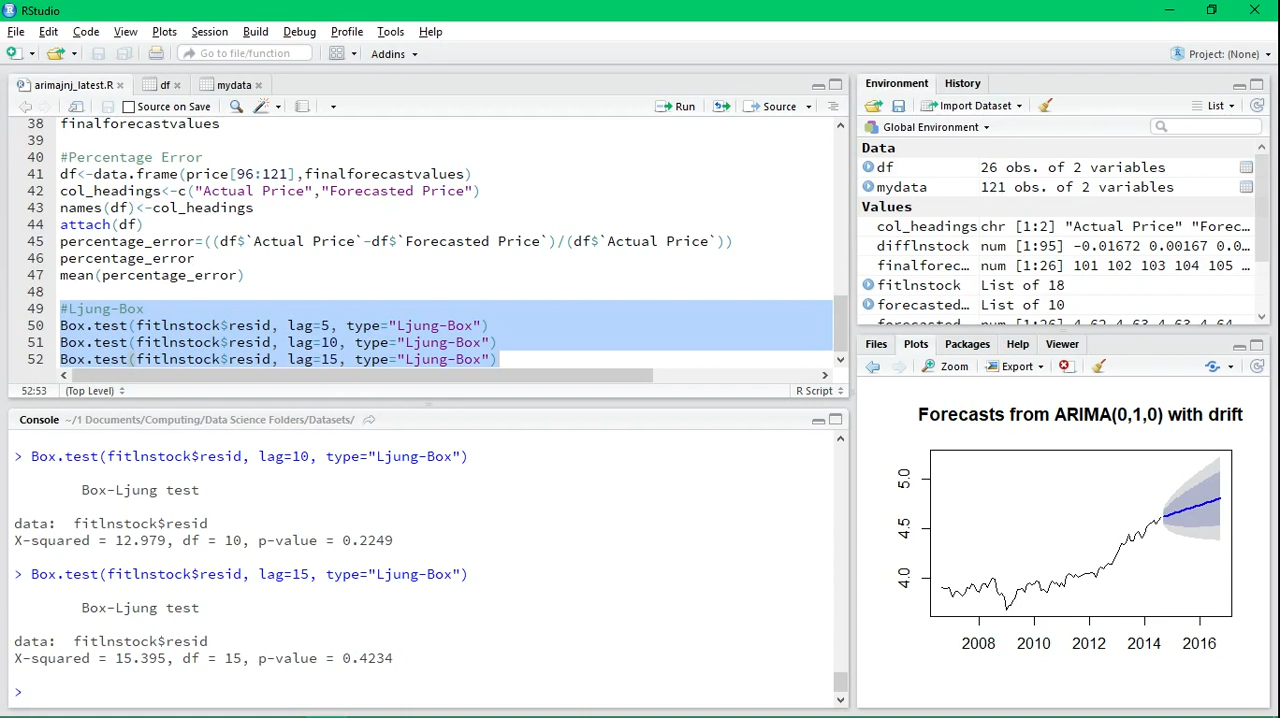 RStudio
File Edit Code View Plots Session Build Debug Profile Tools Help
Go to file/function Addins Project: (None)
arimajnj_latest.R df mydata
Source on Save Run Source
38 finalforecastvalues
39
40 #Percentage Error
41 df<-data.frame(price[96:121],finalforecastvalues)
42 col_headings<-c("Actual Price","Forecasted Price")
43 names(df)<-col_headings
44 attach(df)
45 percentage_error=((df$`Actual Price`-df$`Forecasted Price`)/(df$`Actual Price`))
46 percentage_error
47 mean(percentage_error)
48
49 #Ljung-Box
50 Box.test(fitlnstock$resid, lag=5, type="Ljung-Box")
51 Box.test(fitlnstock$resid, lag=10, type="Ljung-Box")
52 Box.test(fitlnstock$resid, lag=15, type="Ljung-Box")
52:53 (Top Level) R Script
Console ~/1 Documents/Computing/Data Science Folders/Datasets/
> Box.test(fitlnstock$resid, lag=10, type="Ljung-Box")
Box-Ljung test
data: fitlnstock$resid
X-squared = 12.979, df = 10, p-value = 0.2249
> Box.test(fitlnstock$resid, lag=15, type="Ljung-Box")
Box-Ljung test
data: fitlnstock$resid
X-squared = 15.395, df = 15, p-value = 0.4234
>
Environment History
Import Dataset List
Global Environment
Data
df 26 obs. of 2 variables
mydata 121 obs. of 2 variables
Values
col_headings chr [1:2] "Actual Price" "Forec…
difflnstock num [1:95] -0.01672 0.00167 0.0…
finalforec… num [1:26] 101 102 103 104 105 …
fitlnstock List of 18
forecasted… List of 10
Files Plots Packages Help Viewer
Zoom Export
Forecasts from ARIMA(0,1,0) with drift
5.0
4.5
4.0
2008 2010 2012 2014 2016